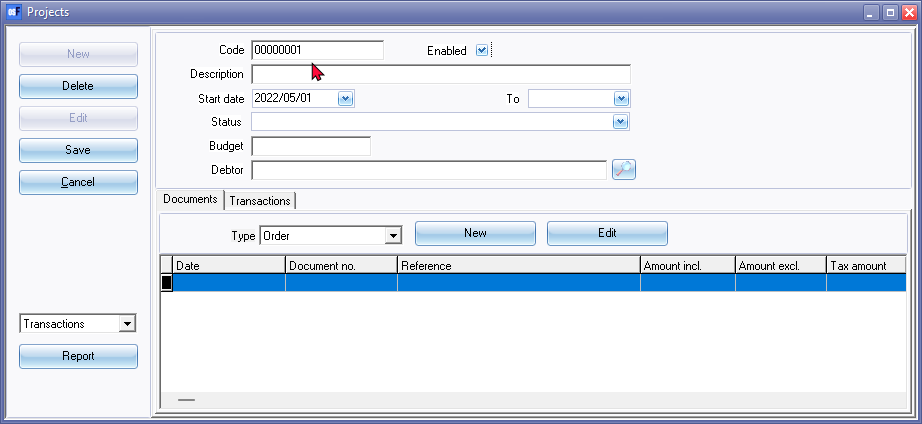 Projects
New
Delete
Edit
Save
Cancel
Transactions
Report
Code 00000001 Enabled
Description
Start date 2022/05/01 To
Status
Budget
Debtor
Documents Transactions
Type Order New Edit
Date Document no. Reference Amount incl. Amount excl. Tax amount